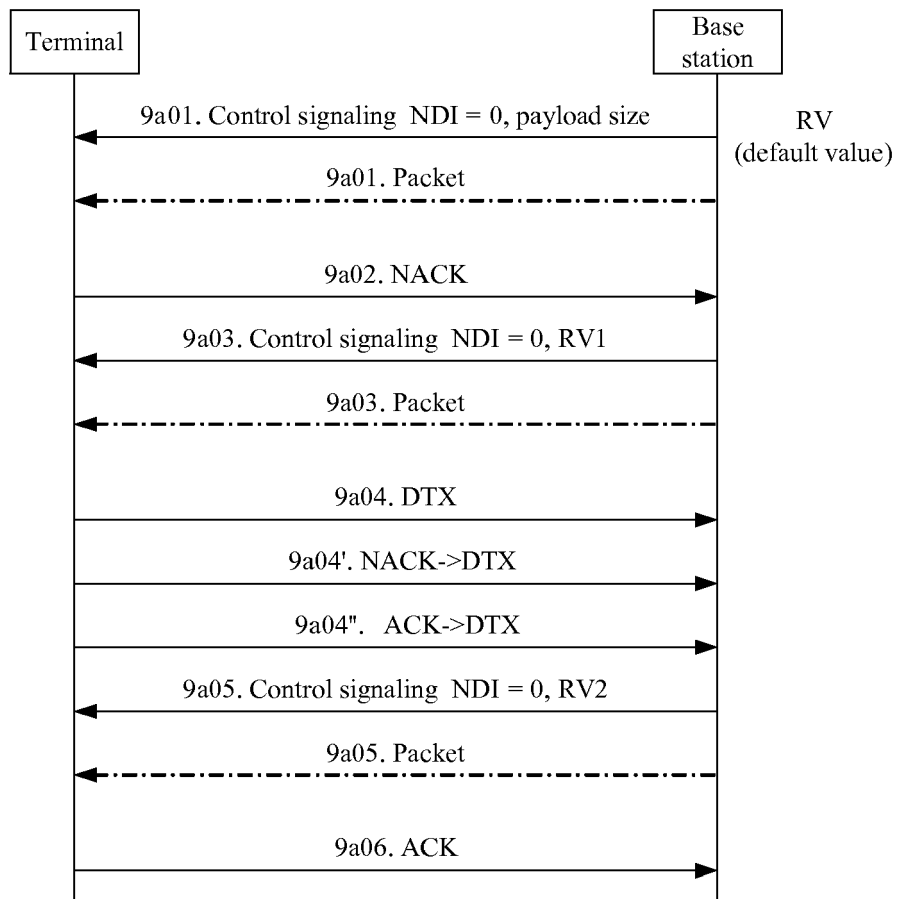 Terminal
Base
station
9a01. Control signaling NDI = 0, payload size
RV
(default value)
9a01. Packet
9a02. NACK
9a03. Control signaling NDI = 0, RV1
9a03. Packet
9a04. DTX
9a04'. NACK->DTX
9a04". ACK->DTX
9a05. Control signaling NDI = 0, RV2
9a05. Packet
9a06. ACK